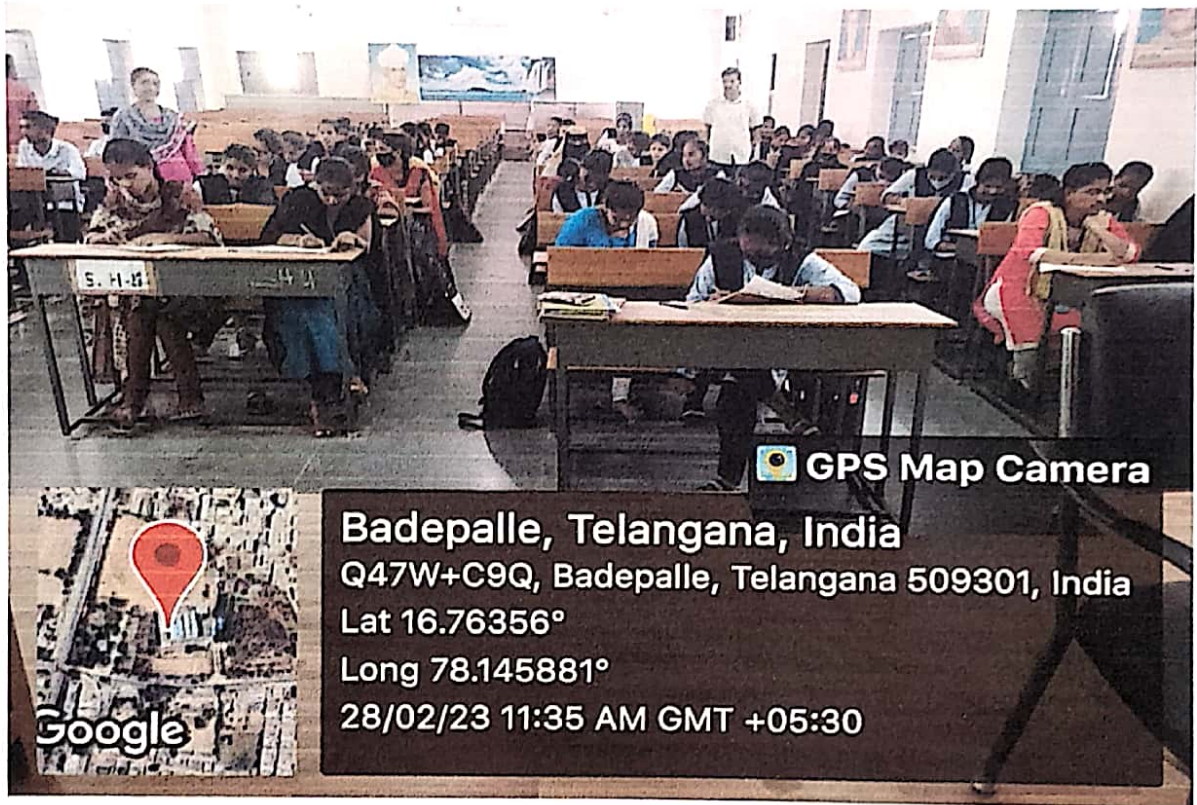 S. H-
GPS Map Camera
Badepalle, Telangana, India
Q47W+C9Q, Badepalle, Telangana 509301, India
Lat 16.76356°
Long 78.145881°
28/02/23 11:35 AM GMT +05:30
Google